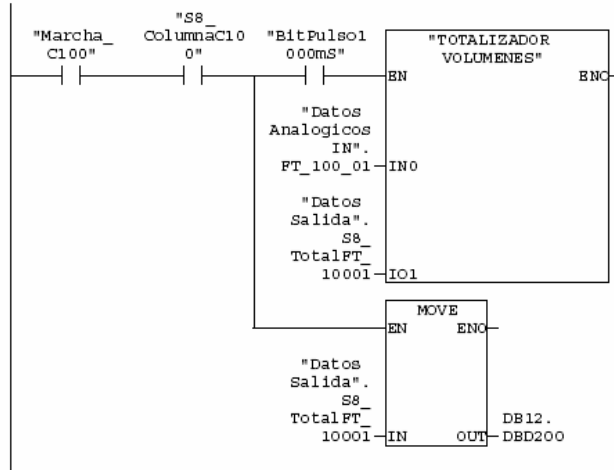 "Marcha_
C100"
"S8_
ColumnaC10
0"
"BitPulso1
000mS"
"TOTALIZADOR
VOLUMENES"
EN
ENO
"Datos
Analogicos
IN".
FT_100_01
IN0
"Datos
Salida".
S8_
TotalFT_
10001
IO1
MOVE
EN
ENO
"Datos
Salida".
S8_
TotalFT_
10001
IN
OUT
DB12.
DBD200